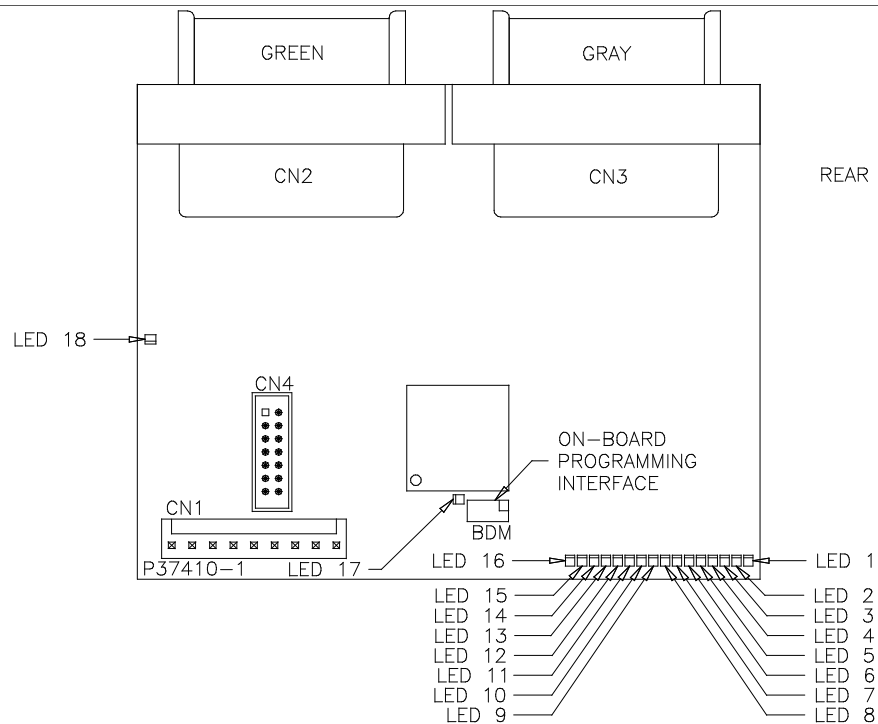 GREEN
GRAY
CN2
CN3
REAR
LED 18
CN4
ON-BOARD
PROGRAMMING
INTERFACE
CN1
BDM
P37410-1
LED 17
LED 16
LED 1
LED 15
LED 2
LED 14
LED 3
LED 13
LED 4
LED 12
LED 5
LED 11
LED 6
LED 10
LED 7
LED 9
LED 8